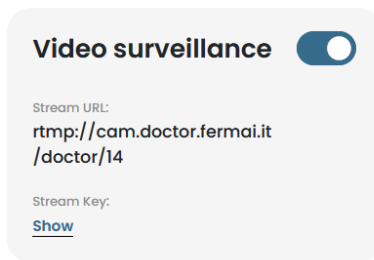 Video surveillance
Stream URL:
rtmp://cam.doctor.fermai.it
/doctor/14
Stream Key:
Show